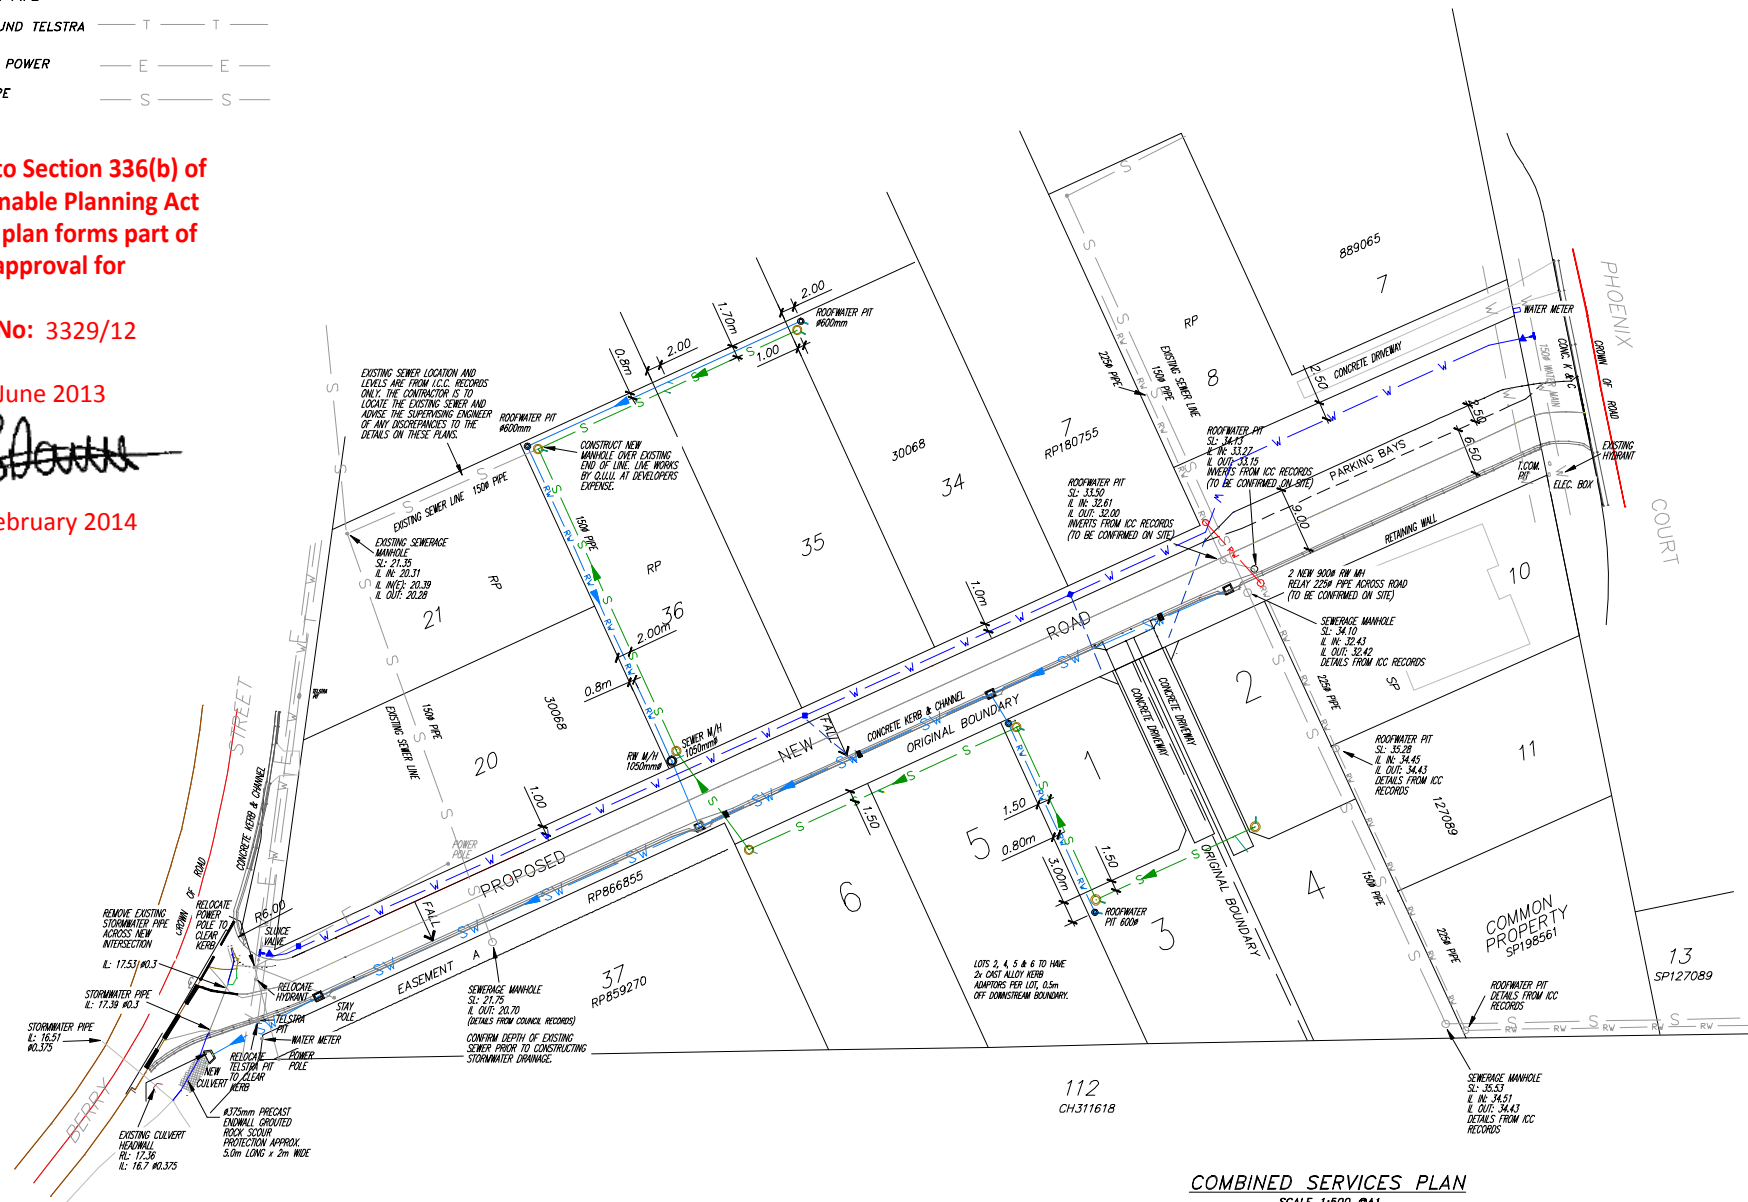 UND TELSTRA
T T
POWER
E E
PE
S S
to Section 336(b) of
nable Planning Act
plan forms part of
approval for
No: 3329/12
June 2013
ebruary 2014
EXISTING SEWER LOCATION AND
LEVELS ARE FROM I.C.C. RECORDS
ONLY. THE CONTRACTOR IS TO
LOCATE THE EXISTING SEWER AND
ADVISE THE SUPERVISING ENGINEER
OF ANY DISCREPANCIES TO THE
DETAILS ON THESE PLANS.
ROOFWATER PIT
ø600mm
0.8m
2.00
1.70m
1.00
2.00
ROOFWATER PIT
ø600mm
CONSTRUCT NEW
MANHOLE OVER EXISTING
END OF LINE. LIVE WORKS
BY Q.U.U. AT DEVELOPERS
EXPENSE.
EXISTING SEWER LINE 150ø PIPE
EXISTING SEWERAGE
MANHOLE
SL: 21.35
IL IN: 20.31
IL IN(E): 20.39
IL OUT: 20.28
RP
21
150ø PIPE
RP
36
35
30068
34
7
RP180755
2.00m
0.8m
30068
20
150ø PIPE
EXISTING SEWER LINE
SEWER M/H
1050mmø
RW M/H
1050mmø
1.00
1.0m
225ø PIPE
EXISTING SEWER LINE
150ø PIPE
RP
8
889065
7
CONCRETE DRIVEWAY
2.50
WATER METER
150ø WATER MAIN
CONC. K & C
CROWN OF ROAD
PHOENIX
COURT
EXISTING
HYDRANT
ELEC. BOX
T.COM.
PIT
2.50
6.50
PARKING BAYS
9.00
RETAINING WALL
ROOFWATER PIT
SL: 34.13
IL IN: 33.27
IL OUT: 33.15
INVERTS FROM ICC RECORDS
(TO BE CONFIRMED ON SITE)
ROOFWATER PIT
SL: 33.50
IL IN: 32.61
IL OUT: 32.00
INVERTS FROM ICC RECORDS
(TO BE CONFIRMED ON SITE)
2 NEW 900ø RW MH
RELAY 225ø PIPE ACROSS ROAD
(TO BE CONFIRMED ON SITE)
SEWERAGE MANHOLE
SL: 34.10
IL IN: 32.43
IL OUT: 32.42
DETAILS FROM ICC RECORDS
10
SP
225ø PIPE
ROOFWATER PIT
SL: 35.28
IL IN: 34.45
IL OUT: 34.43
DETAILS FROM ICC
RECORDS
127089
11
PROPOSED NEW ROAD
FALL
CONCRETE KERB & CHANNEL
ORIGINAL BOUNDARY
CONCRETE DRIVEWAY
CONCRETE DRIVEWAY
2
1
1.50
1.50
0.80m
3.00m
1.50
5
6
3
4
ORIGINAL BOUNDARY
ROOFWATER
PIT 600ø
150ø PIPE
225ø PIPE
COMMON
PROPERTY
SP198561
13
SP127089
ROOFWATER PIT
DETAILS FROM ICC
RECORDS
LOTS 2, 4, 5 & 6 TO HAVE
2x CAST ALLOY KERB
ADAPTORS PER LOT, 0.5m
OFF DOWNSTREAM BOUNDARY.
SEWERAGE MANHOLE
SL: 35.53
IL IN: 34.51
IL OUT: 34.43
DETAILS FROM ICC
RECORDS
POWER
POLE
FALL
RP866855
EASEMENT A
37
RP859270
SEWERAGE MANHOLE
SL: 21.75
IL OUT: 20.70
(DETAILS FROM COUNCIL RECORDS)
CONFIRM DEPTH OF EXISTING
SEWER PRIOR TO CONSTRUCTING
STORMWATER DRAINAGE.
STREET
BERRY
CONCRETE KERB & CHANNEL
CROWN OF ROAD
REMOVE EXISTING
STORMWATER PIPE
ACROSS NEW
INTERSECTION
IL: 17.53 ø0.3
RELOCATE
POWER
POLE TO
CLEAR
KERB
R6.00
SLUICE
VALVE
RELOCATE
HYDRANT
STAY
POLE
TELSTRA
PIT
WATER METER
POWER
POLE
STORMWATER PIPE
IL: 17.39 ø0.3
STORMWATER PIPE
IL: 16.51
ø0.375
RELOCATE
TELSTRA PIT
TO CLEAR
KERB
NEW
CULVERT
ø375mm PRECAST
ENDWALL GROUTED
ROCK SCOUR
PROTECTION APPROX.
5.0m LONG x 2m WIDE
EXISTING CULVERT
HEADWALL
RL: 17.36
IL: 16.7 ø0.375
112
CH311618
COMBINED SERVICES PLAN
SCALE 1:500 @A1